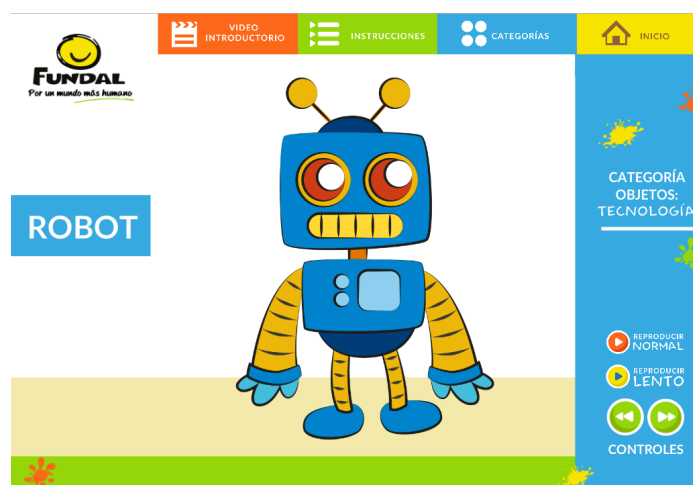 VIDEO
INTRODUCTORIO
INSTRUCCIONES
CATEGORÍAS
INICIO
FUNDAL
Por un mundo más humano
ROBOT
CATEGORÍA
OBJETOS:
TECNOLOGÍA
REPRODUCIR
NORMAL
REPRODUCIR
LENTO
CONTROLES